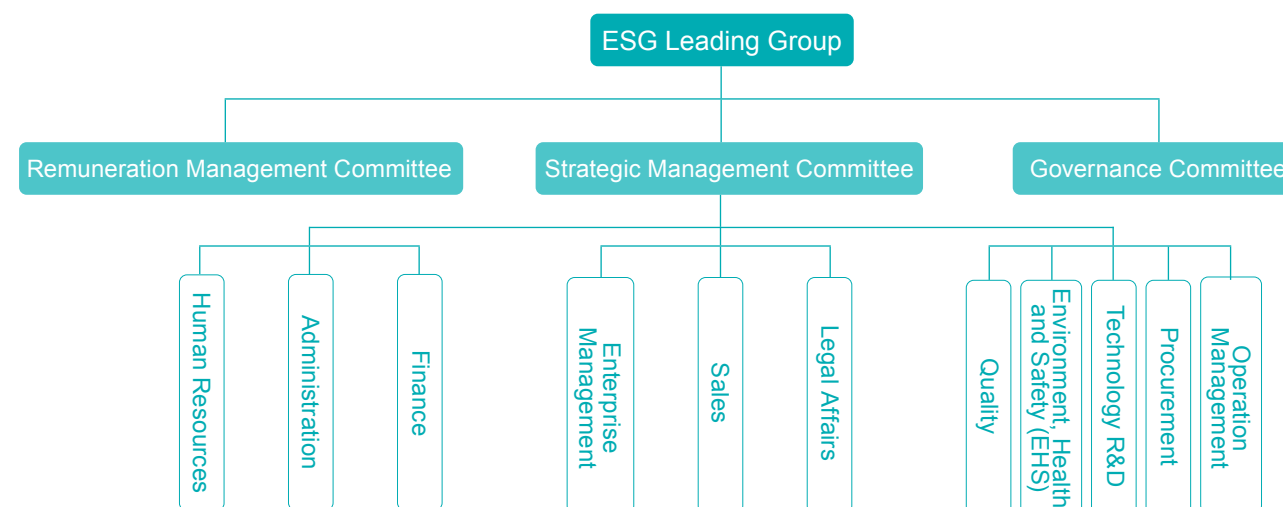 ESG Leading Group
Remuneration Management Committee
Strategic Management Committee
Governance Committee
Human Resources
Administration
Finance
Enterprise
Management
Sales
Legal Affairs
Quality
Environment, Health
and Safety (EHS)
Technology R&D
Procurement
Operation
Management